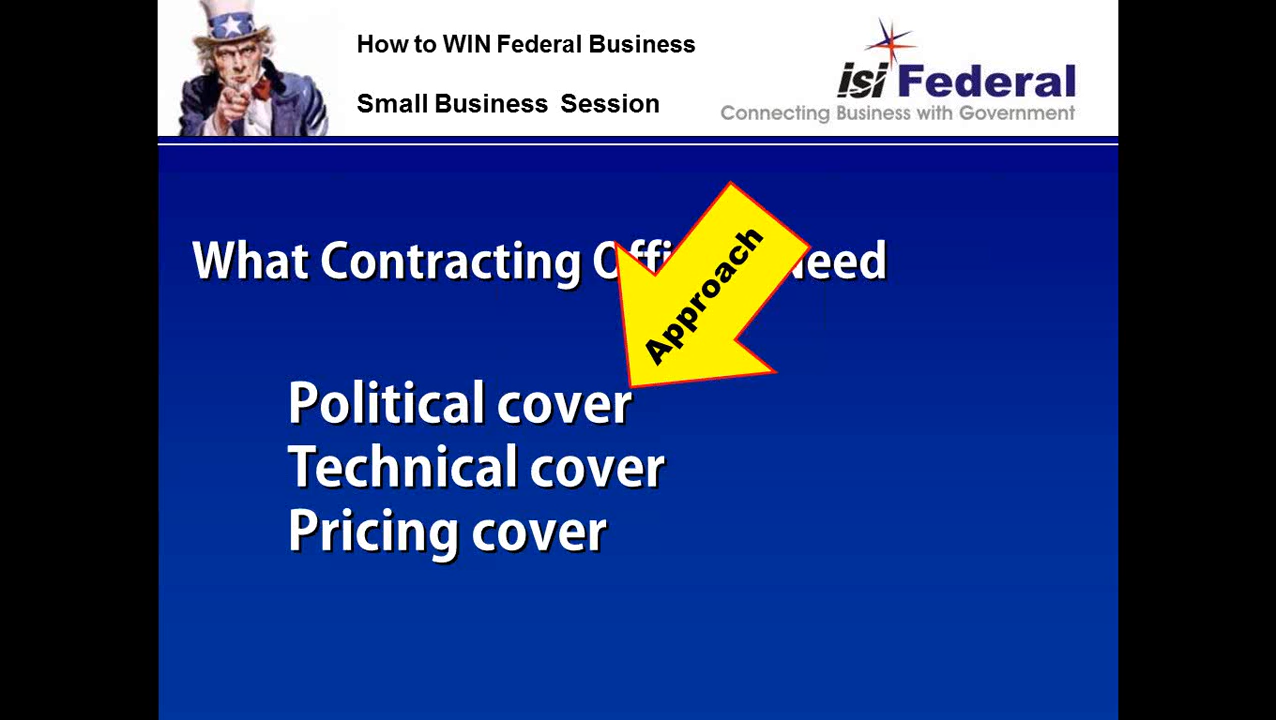 How to WIN Federal Business
Small Business Session
isi Federal
Connecting Business with Government
What Contracting Need
Approach
Political cover
Technical cover
Pricing cover